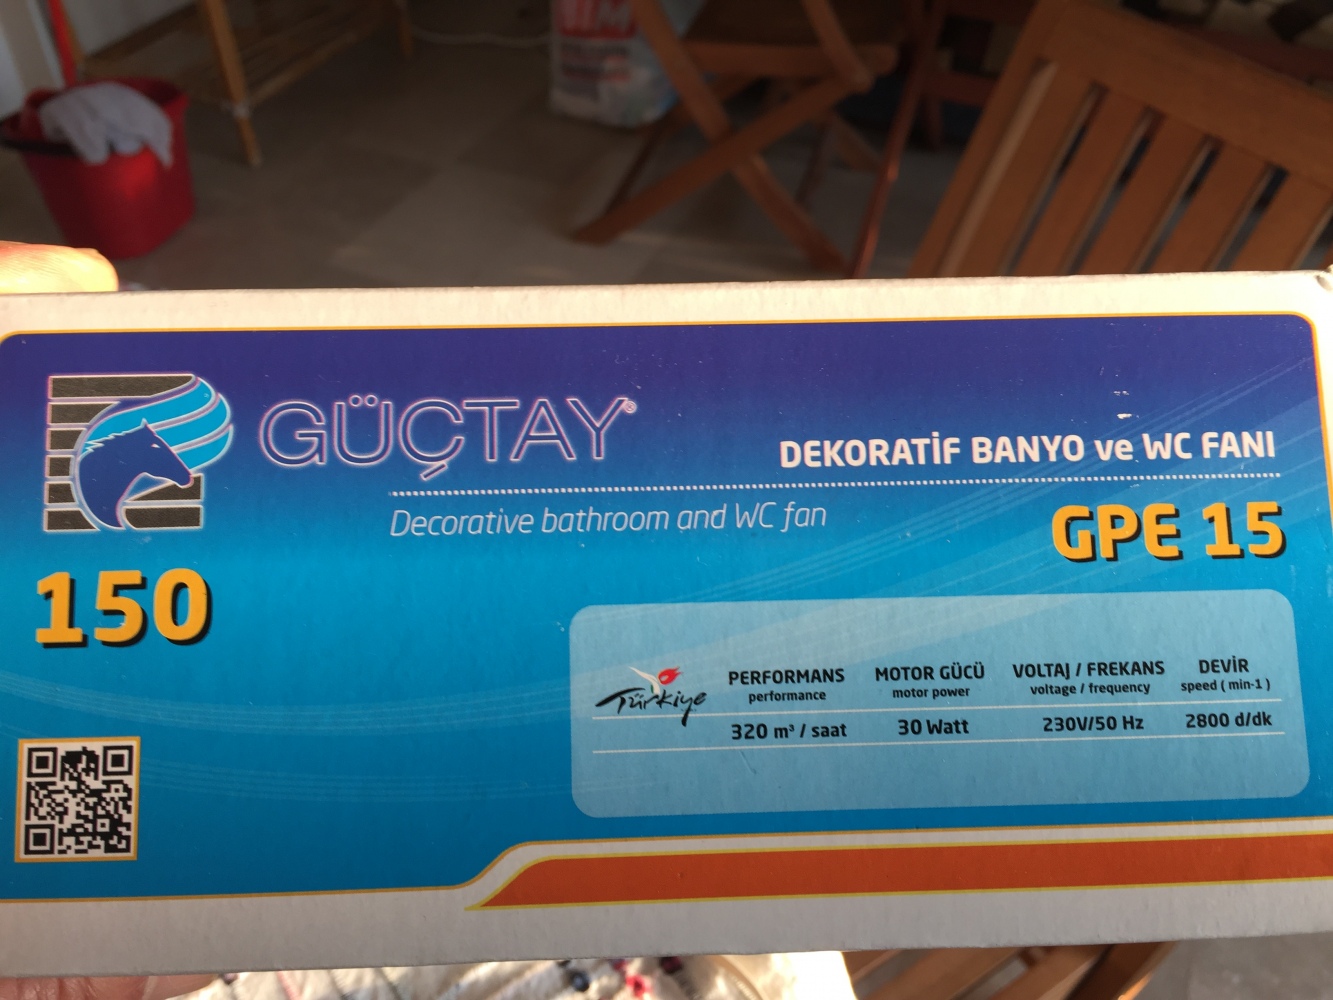 GÜÇTAY®
DEKORATİF BANYO ve WC FANI
Decorative bathroom and WC fan
GPE 15
150
Türkiye
PERFORMANS MOTOR GÜCÜ VOLTAJ / FREKANS DEVİR
performance motor power voltage / frequency speed ( min-1 )
320 m³ / saat 30 Watt 230V/50 Hz 2800 d/dk